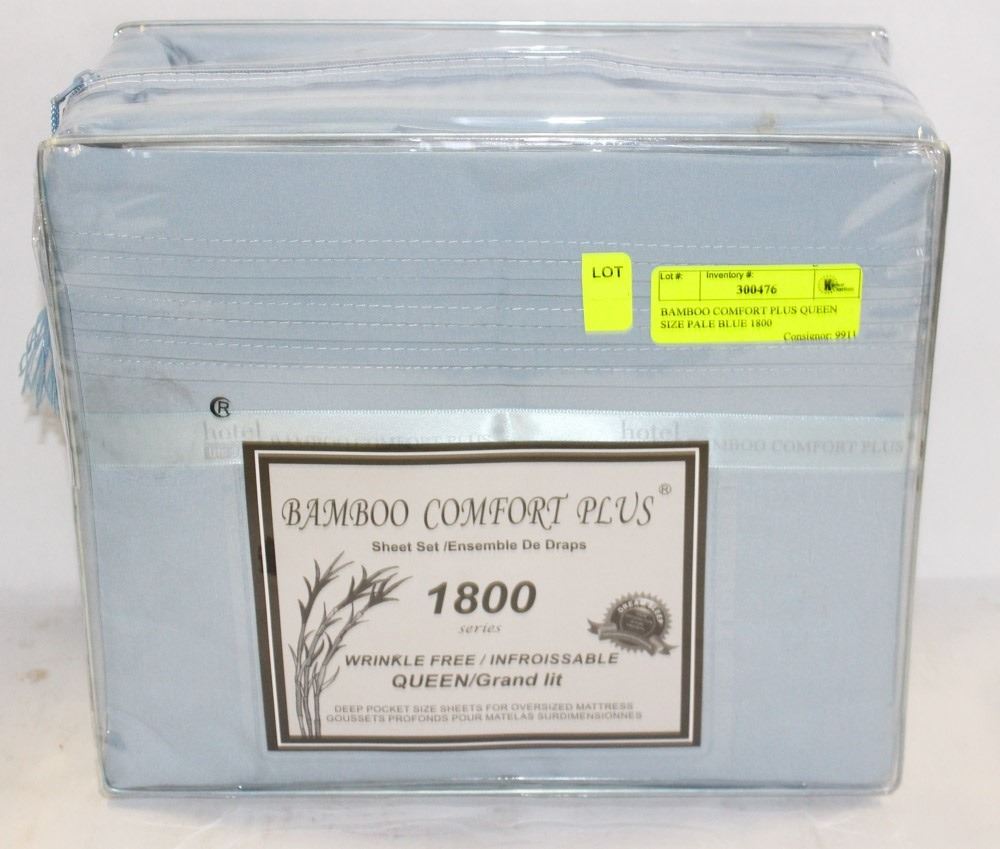 LOT
Lot #: Inventory #:
300476
BAMBOO COMFORT PLUS QUEEN
SIZE PALE BLUE 1800
Consignor: 9911
®
hotel hotel
BAMBOO COMFORT PLUS BAMBOO COMFORT PLUS
BAMBOO COMFORT PLUS®
Sheet Set /Ensemble De Draps
1800
series
WRINKLE FREE / INFROISSABLE
QUEEN/Grand lit
DEEP POCKET SIZE SHEETS FOR OVERSIZED MATTRESS
GOUSSETS PROFONDS POUR MATELAS SURDIMENSIONNES